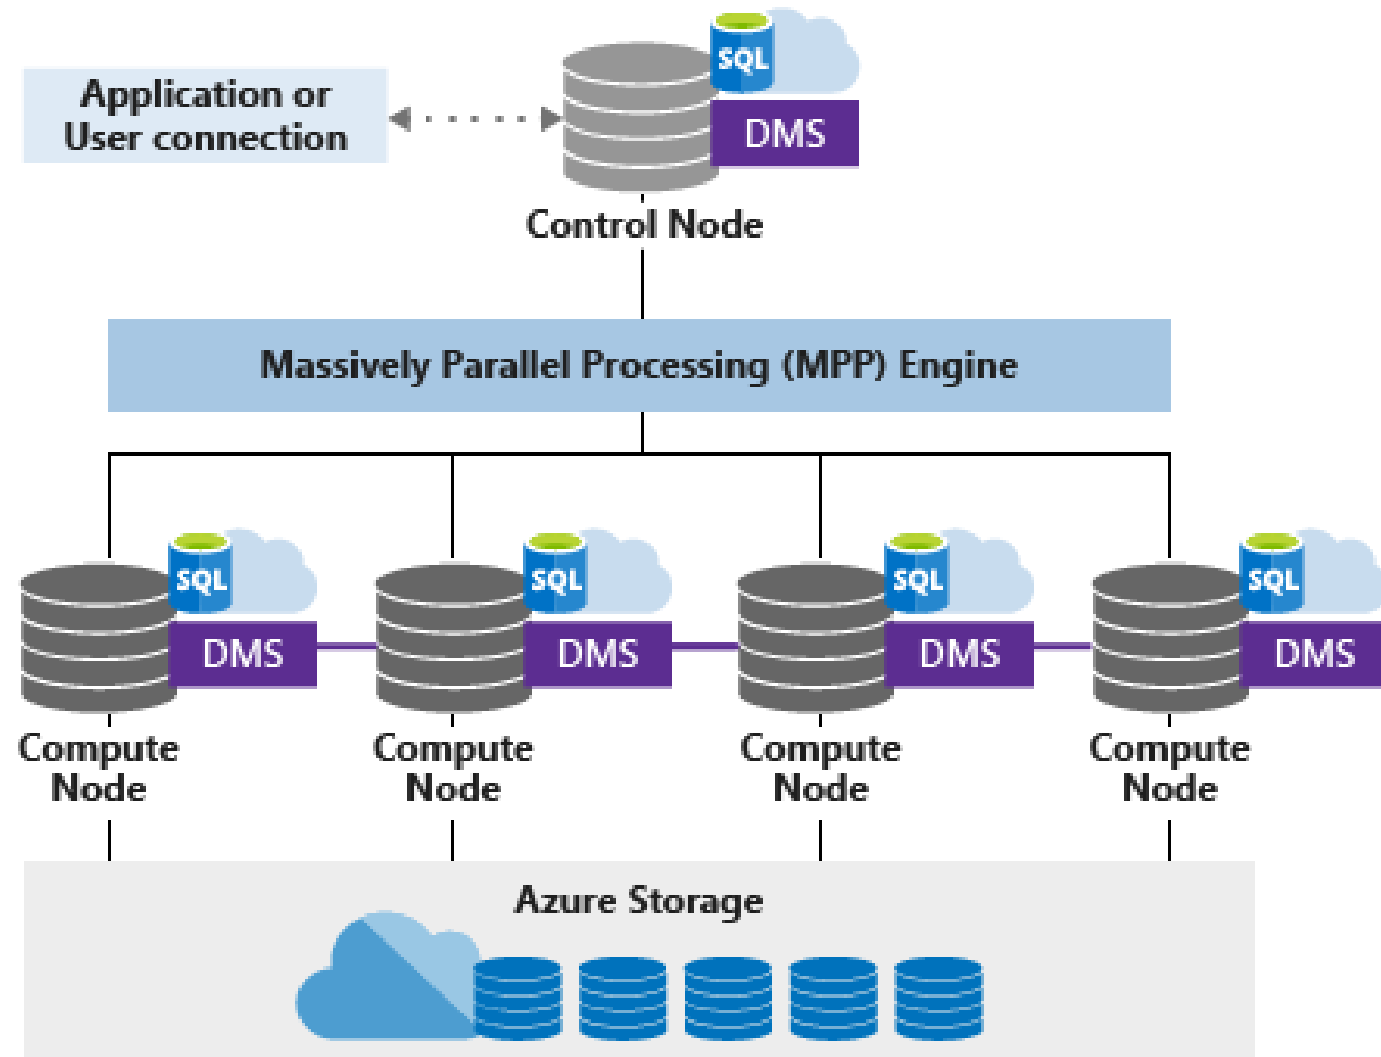 SQL
Application or
User connection
DMS
Control Node
Massively Parallel Processing (MPP) Engine
SQL
SQL
SQL
SQL
DMS
DMS
DMS
DMS
Compute
Node
Compute
Node
Compute
Node
Compute
Node
Azure Storage